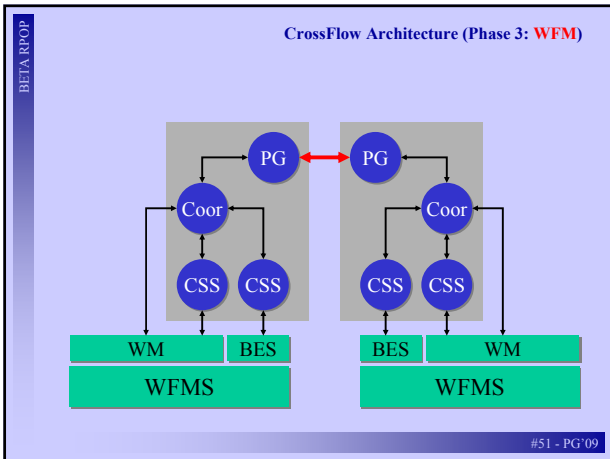 BETA RPOP
CrossFlow Architecture (Phase 3: WFM)
PG PG
Coor Coor
CSS CSS CSS CSS
WM BES BES WM
WFMS WFMS
#51 - PG'09